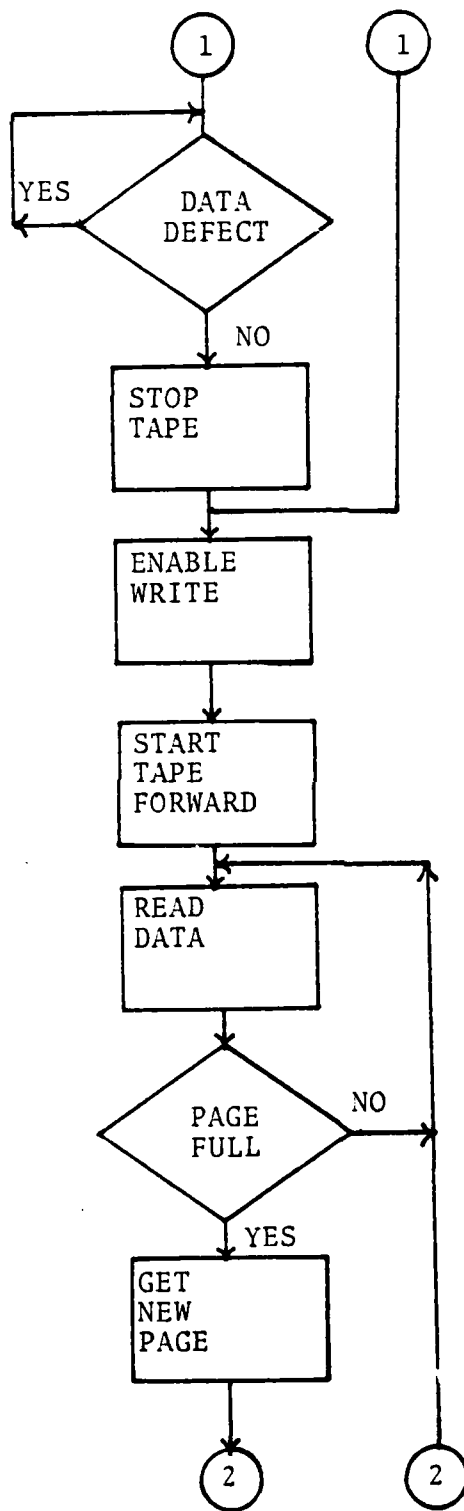 1
1
YES
DATA
DEFECT
NO
STOP
TAPE
ENABLE
WRITE
START
TAPE
FORWARD
READ
DATA
PAGE
FULL
NO
YES
GET
NEW
PAGE
2
2